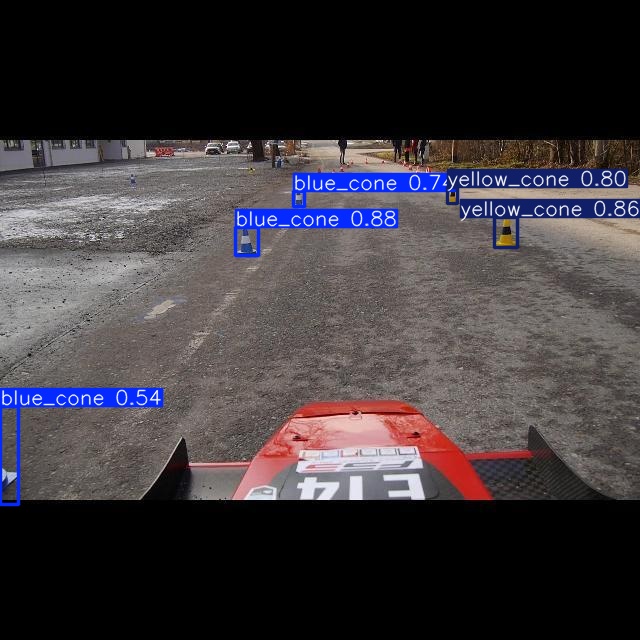 blue_cone 0.74
yellow_cone 0.80
yellow_cone 0.86
blue_cone 0.88
blue_cone 0.54
E14